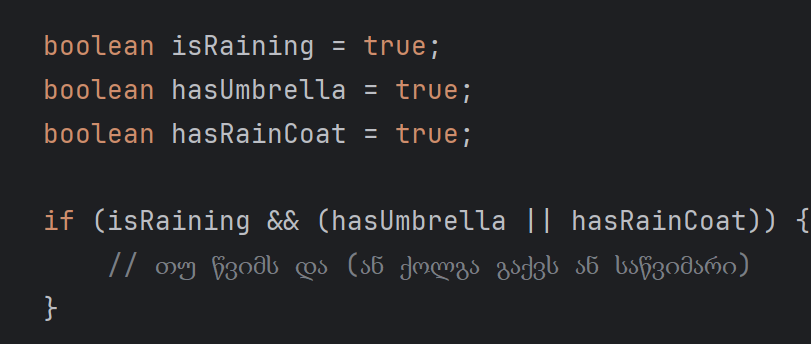 boolean isRaining = true;
boolean hasUmbrella = true;
boolean hasRainCoat = true;
if (isRaining && (hasUmbrella || hasRainCoat)) {
// თუ წვიმს და (ან ქოლგა გაქვს ან საწვიმარი)
}